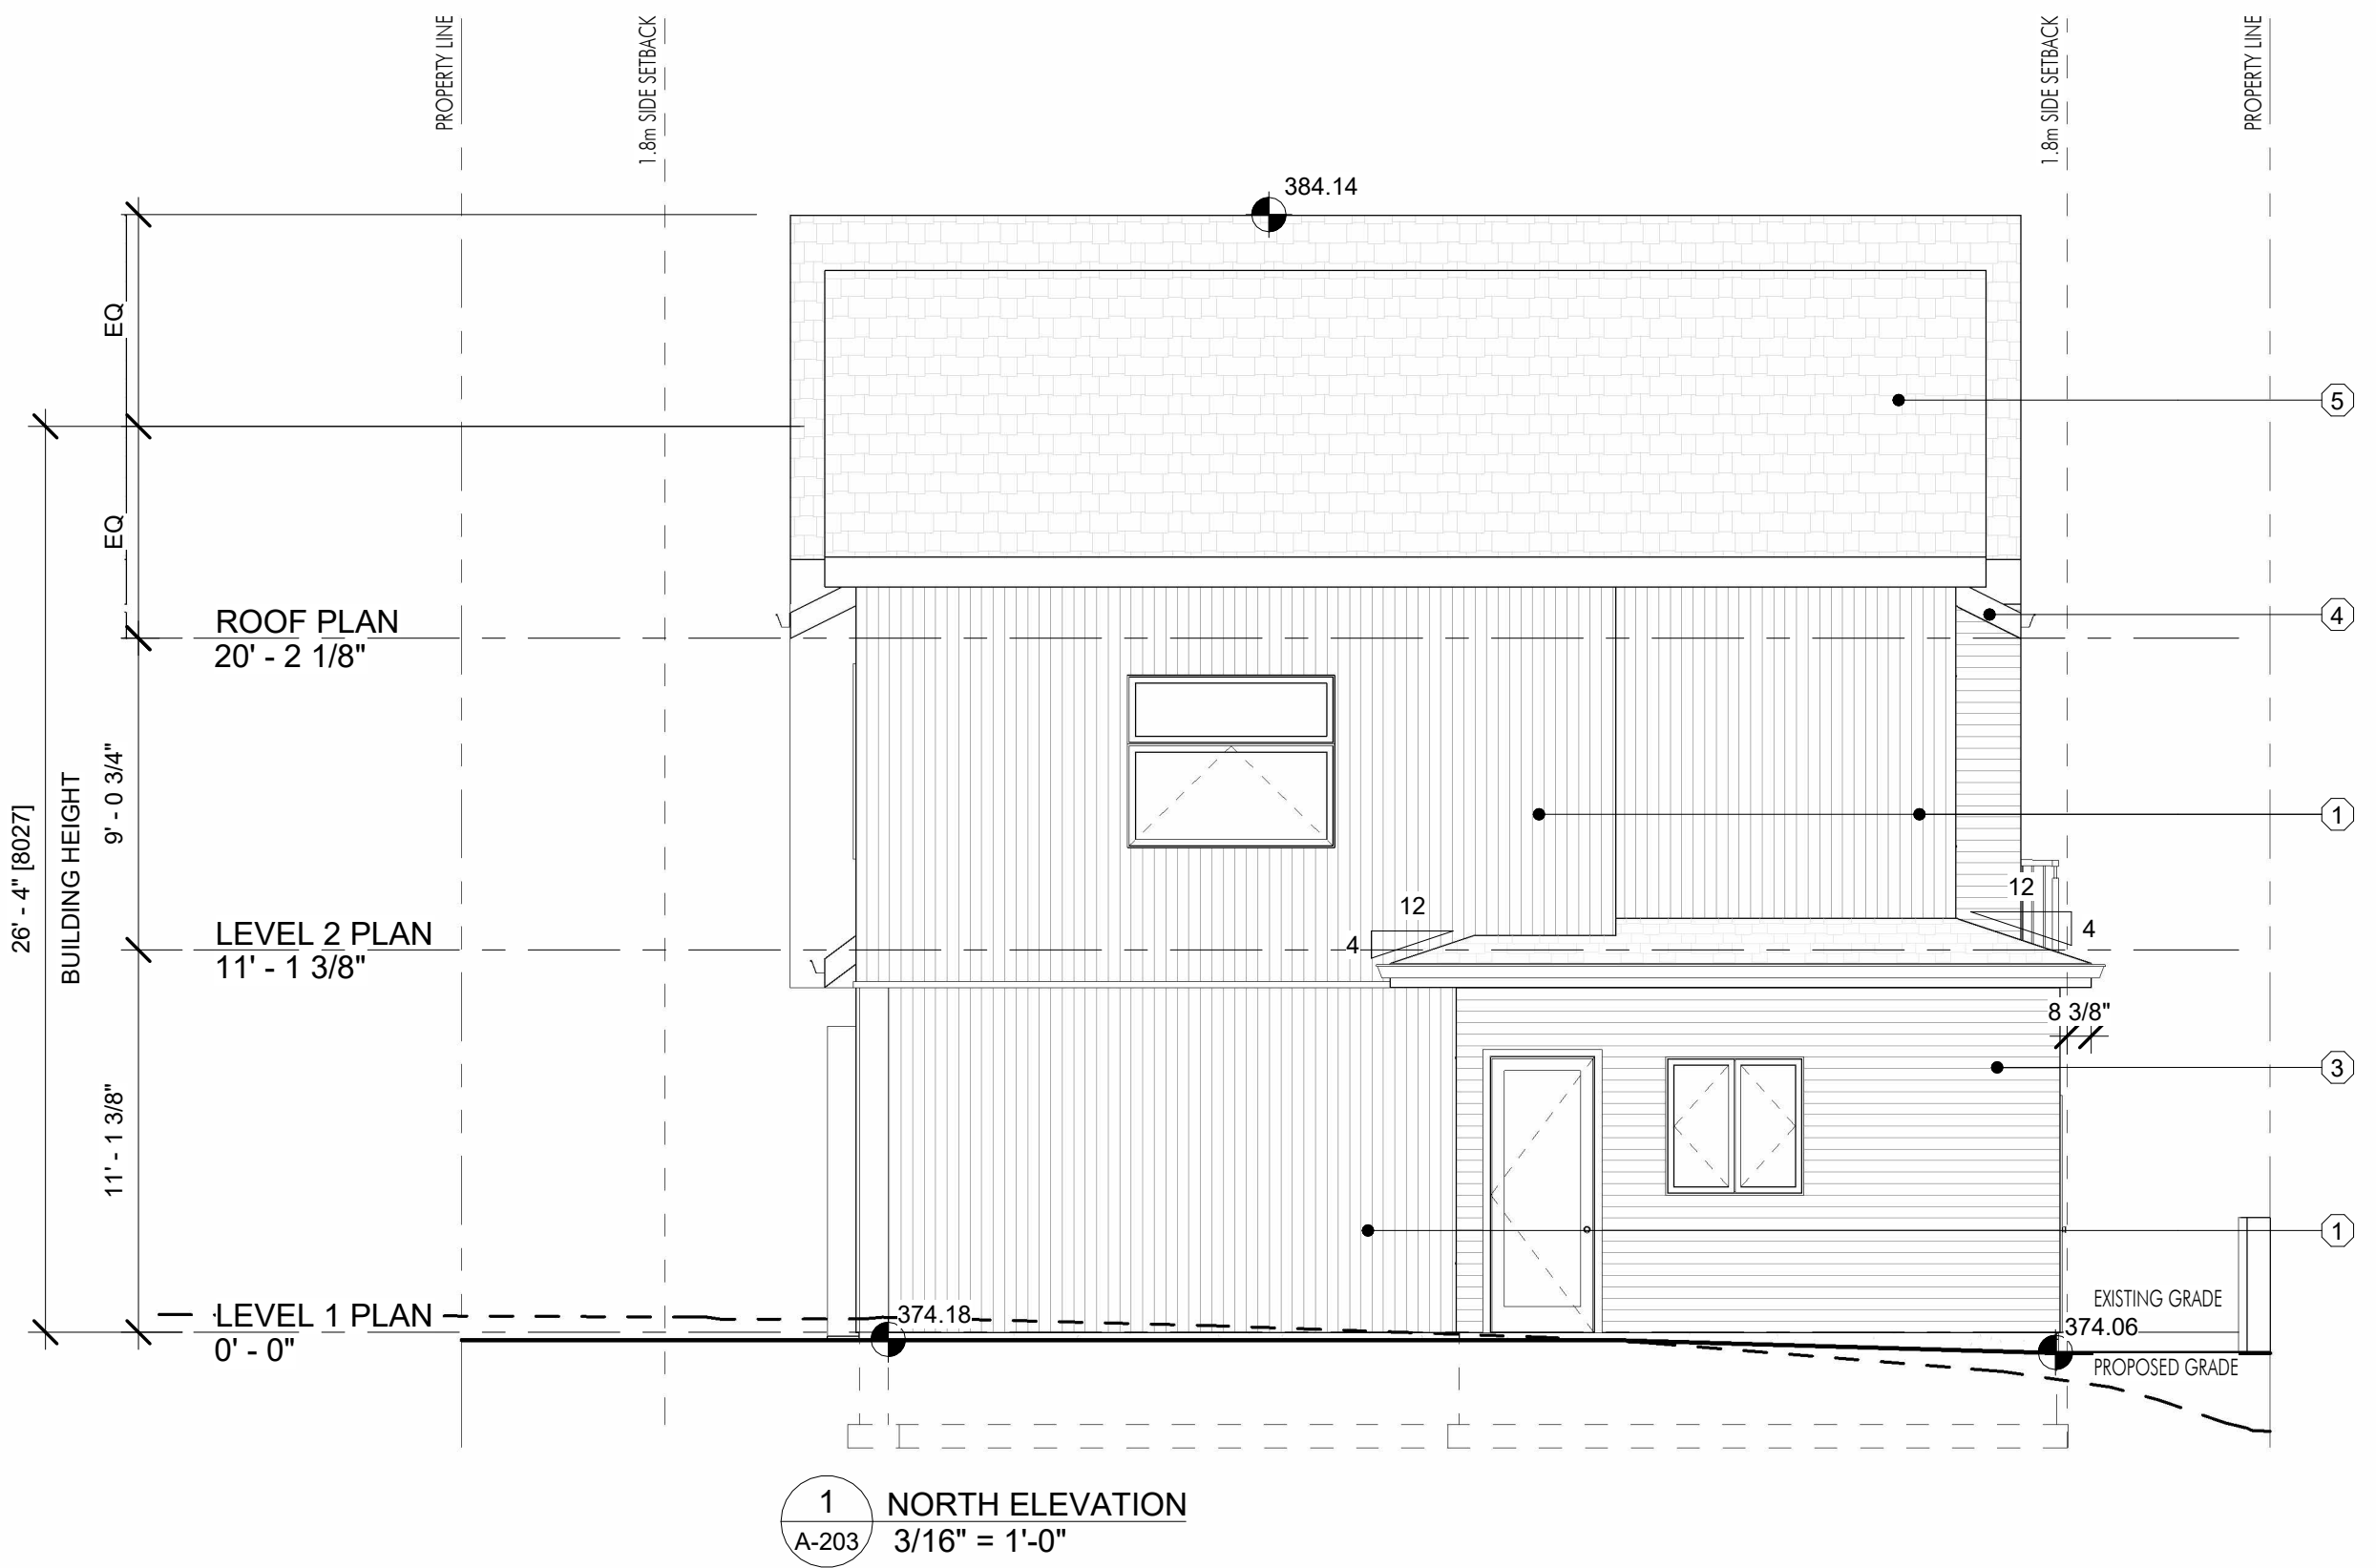 PROPERTY LINE
1.8m SIDE SETBACK
1.8m SIDE SETBACK
PROPERTY LINE
384.14
EQ
5
EQ
ROOF PLAN
20' - 2 1/8"
4
9' - 0 3/4"
26' - 4" [8027]
BUILDING HEIGHT
1
12
4
12
4
LEVEL 2 PLAN
11' - 1 3/8"
8 3/8"
3
11' - 1 3/8"
1
EXISTING GRADE
LEVEL 1 PLAN
0' - 0"
374.18
374.06
PROPOSED GRADE
1
A-203
NORTH ELEVATION
3/16" = 1'-0"